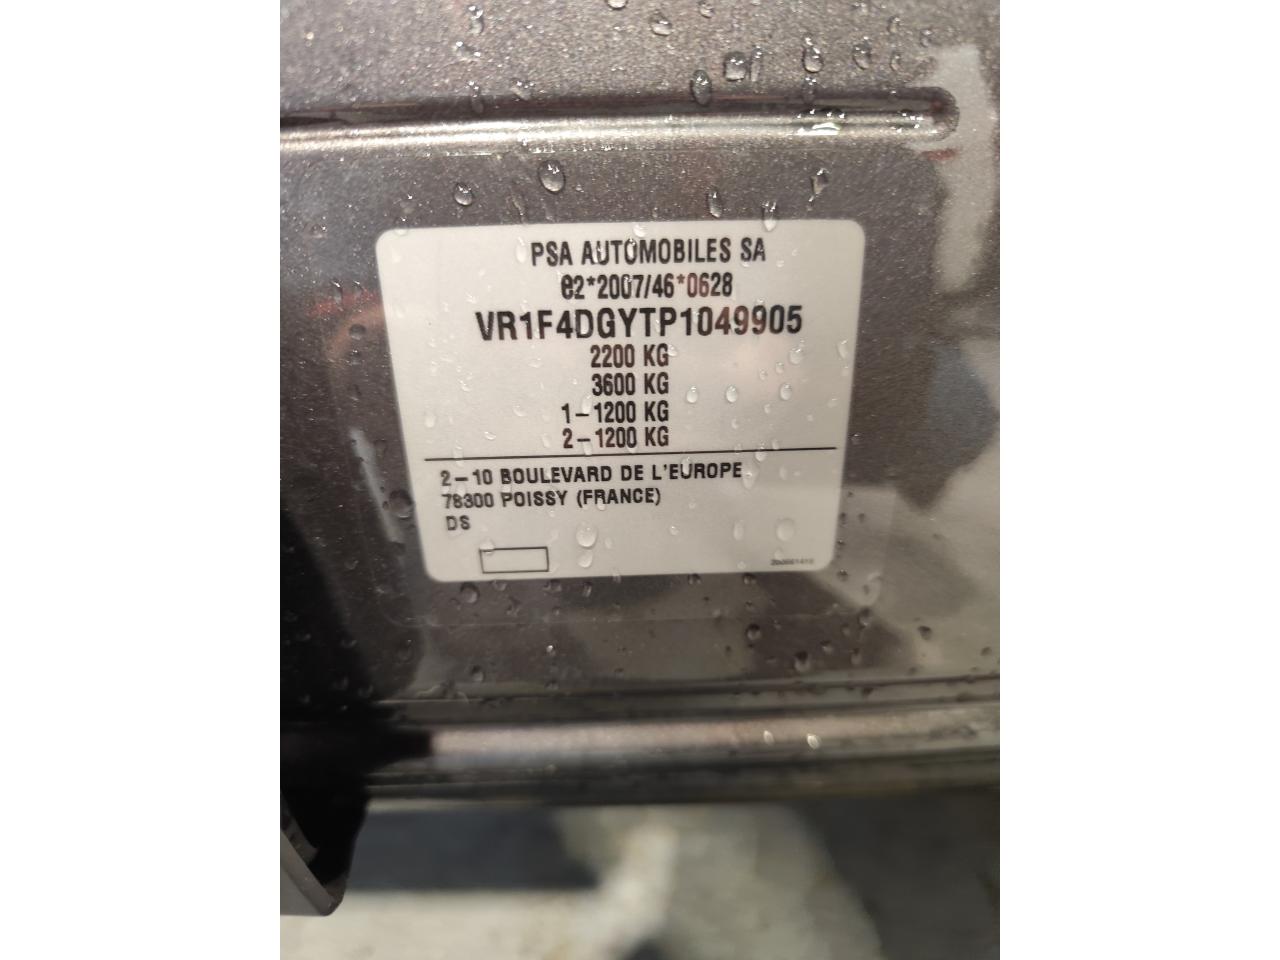 PSA AUTOMOBILES SA
e2*2007/46*0628
VR1F4DGYTP1049905
2200 KG
3600 KG
1-1200 KG
2-1200 KG
2-10 BOULEVARD DE L'EUROPE
78300 POISSY (FRANCE)
DS